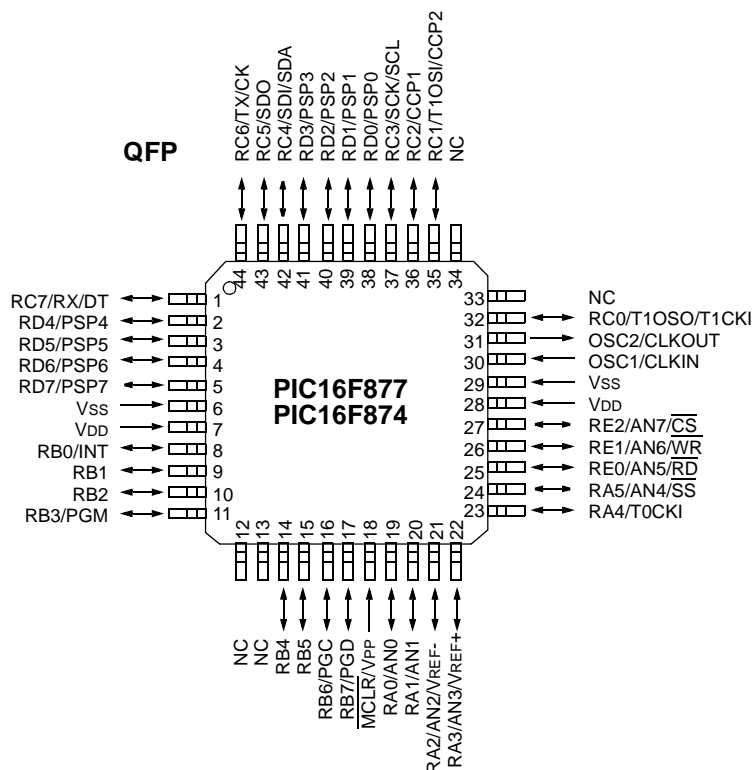 QFP
RC6/TX/CK
RC5/SDO
RC4/SDI/SDA
RD3/PSP3
RD2/PSP2
RD1/PSP1
RD0/PSP0
RC3/SCK/SCL
RC2/CCP1
RC1/T1OSI/CCP2
NC
44
43
42
41
40
39
38
37
36
35
34
RC7/RX/DT 1
RD4/PSP4 2
RD5/PSP5 3
RD6/PSP6 4
RD7/PSP7 5
VSS 6
VDD 7
RB0/INT 8
RB1 9
RB2 10
RB3/PGM 11
PIC16F877
PIC16F874
33 NC
32 RC0/T1OSO/T1CKI
31 OSC2/CLKOUT
30 OSC1/CLKIN
29 VSS
28 VDD
27 RE2/AN7/CS
26 RE1/AN6/WR
25 RE0/AN5/RD
24 RA5/AN4/SS
23 RA4/T0CKI
12
13
14
15
16
17
18
19
20
21
22
NC
NC
RB4
RB5
RB6/PGC
RB7/PGD
MCLR/VPP
RA0/AN0
RA1/AN1
RA2/AN2/VREF-
RA3/AN3/VREF+